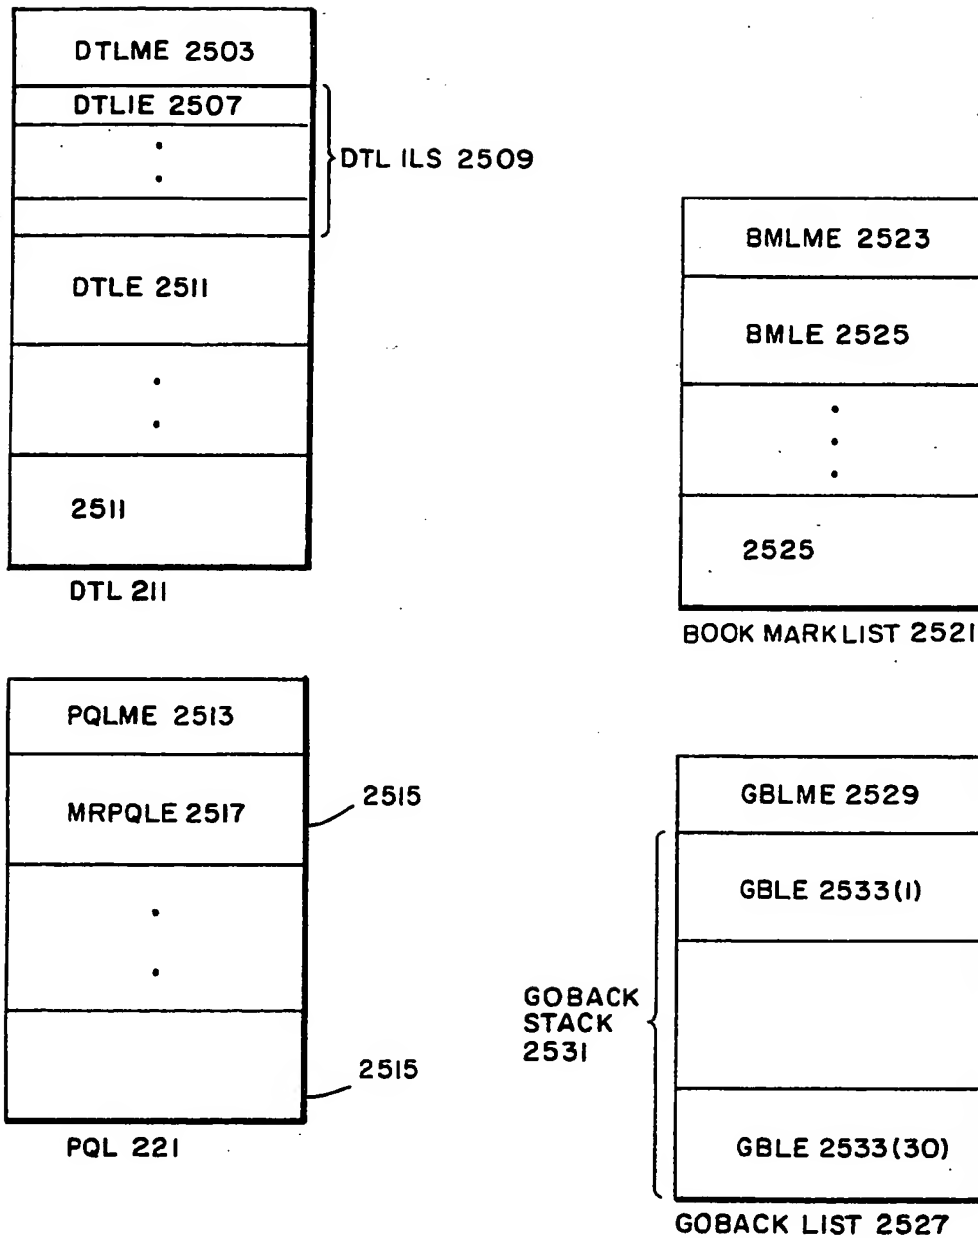 DTLME 2503
DTLIE 2507
DTL ILS 2509
DTLE 2511
2511
DTL 211
BMLME 2523
BMLE 2525
2525
BOOK MARK LIST 2521
PQLME 2513
MRPQLE 2517
2515
2515
PQL 221
GBLME 2529
GBLE 2533(1)
GOBACK
STACK
2531
GBLE 2533(30)
GOBACK LIST 2527